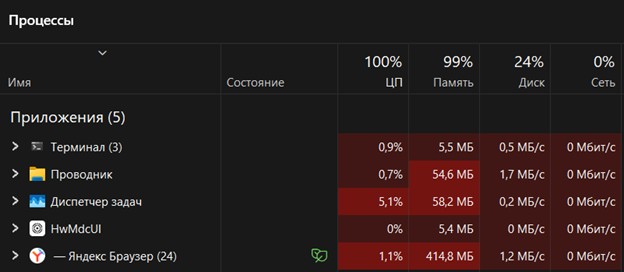 Процессы
100% 99% 24% 0%
Имя Состояние ЦП Память Диск Сеть
Приложения (5)
Терминал (3) 0,9% 5,5 МБ 0,5 МБ/с 0 Мбит/с
Проводник 0,7% 54,6 МБ 1,7 МБ/с 0 Мбит/с
Диспетчер задач 5,1% 58,2 МБ 0,2 МБ/с 0 Мбит/с
HwMdcUI 0% 5,4 МБ 0 МБ/с 0 Мбит/с
— Яндекс Браузер (24) 1,1% 414,8 МБ 1,2 МБ/с 0 Мбит/с